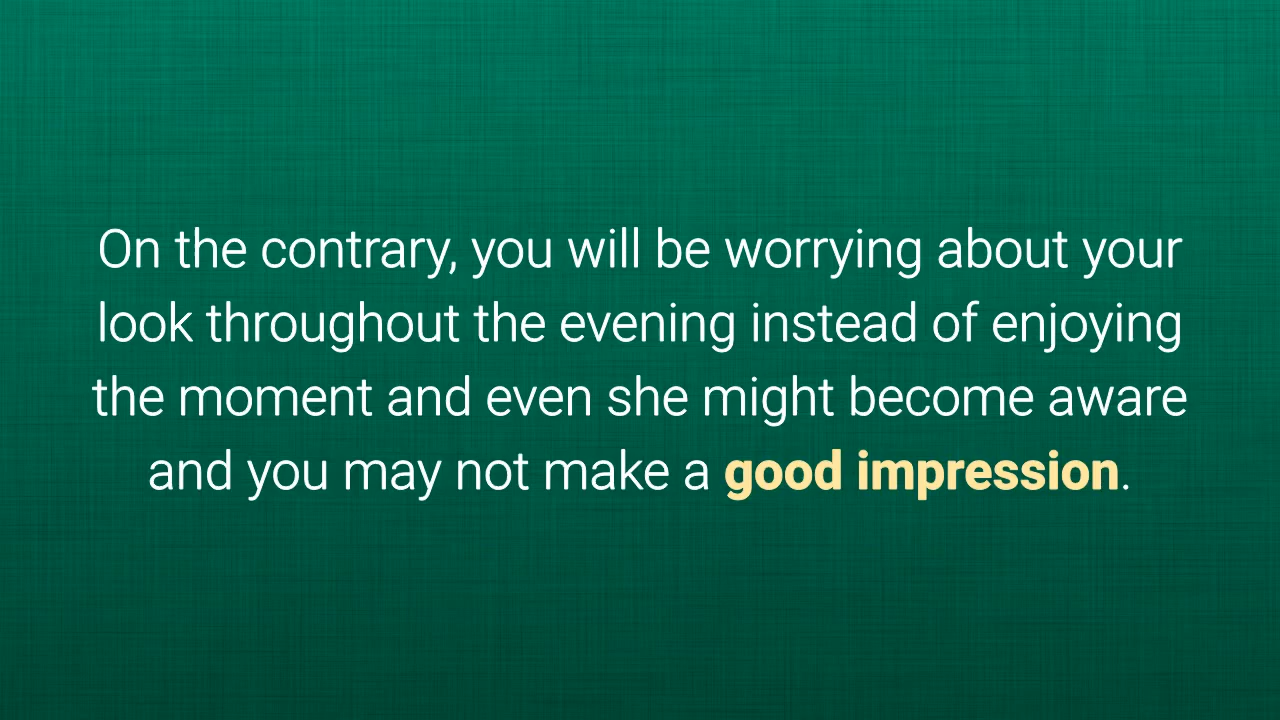 On the contrary, you will be worrying about your
look throughout the evening instead of enjoying
the moment and even she might become aware
and you may not make a good impression.